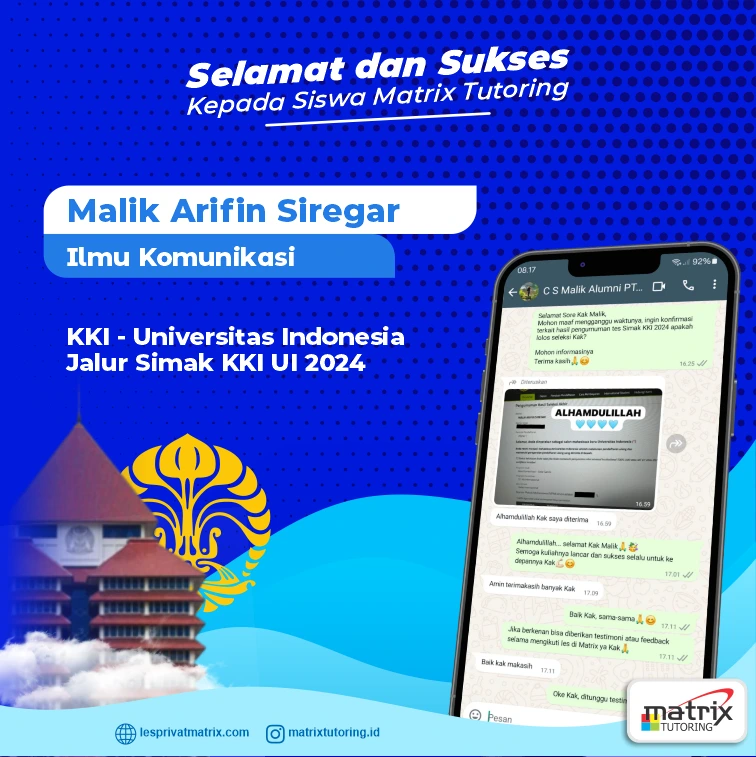 Selamat dan Sukses
Kepada Siswa Matrix Tutoring
Malik Arifin Siregar
Ilmu Komunikasi
KKI - Universitas Indonesia
Jalur Simak KKI UI 2024
08.17
92%
C S Malik Alumni PT...
Selamat Sore Kak Malik,
Mohon maaf mengganggu waktunya, ingin konfirmasi
terkait hasil pengumuman tes Simak KKI 2024 apakah
lolos seleksi Kak?
Mohon informasinya
Terima kasih🙏😊
16.25
Diteruskan
ALHAMDULILLAH
🩵🩵🩵🩵
16.59
Alhamdulillah Kak saya diterima
16.59
Alhamdulillah... selamat Kak Malik🙏🎉
Semoga kuliahnya lancar dan sukses selalu untuk ke
depannya Kak💪😊
17.01
Amin terimakasih banyak Kak
17.09
Baik Kak, sama-sama🙏😊
17.11
Jika berkenan bisa diberikan testimoni atau feedback
selama mengikuti les di Matrix ya Kak🙏
17.11
Baik kak makasih
17.11
Oke Kak, ditunggu
Pesan
matrix
TUTORING
lesprivatmatrix.com
matrixtutoring.id